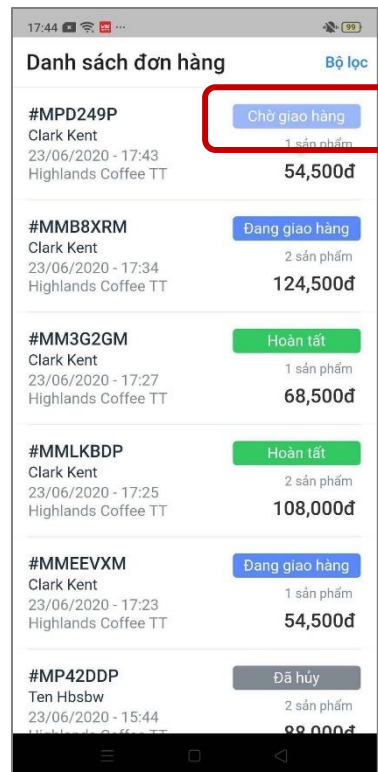 17:44 ...
99
Danh sách đơn hàng
Bộ lọc
#MPD249P
Chờ giao hàng
Clark Kent
1 sản phẩm
23/06/2020 - 17:43
54,500đ
Highlands Coffee TT
#MMB8XRM
Đang giao hàng
Clark Kent
2 sản phẩm
23/06/2020 - 17:34
124,500đ
Highlands Coffee TT
#MM3G2GM
Hoàn tất
Clark Kent
1 sản phẩm
23/06/2020 - 17:27
68,500đ
Highlands Coffee TT
#MMLKBDP
Hoàn tất
Clark Kent
2 sản phẩm
23/06/2020 - 17:25
108,000đ
Highlands Coffee TT
#MMEEVXM
Đang giao hàng
Clark Kent
1 sản phẩm
23/06/2020 - 17:23
54,500đ
Highlands Coffee TT
#MP42DDP
Đã hủy
Ten Hbsbw
2 sản phẩm
23/06/2020 - 15:44
88,000đ
Highlands Coffee TT